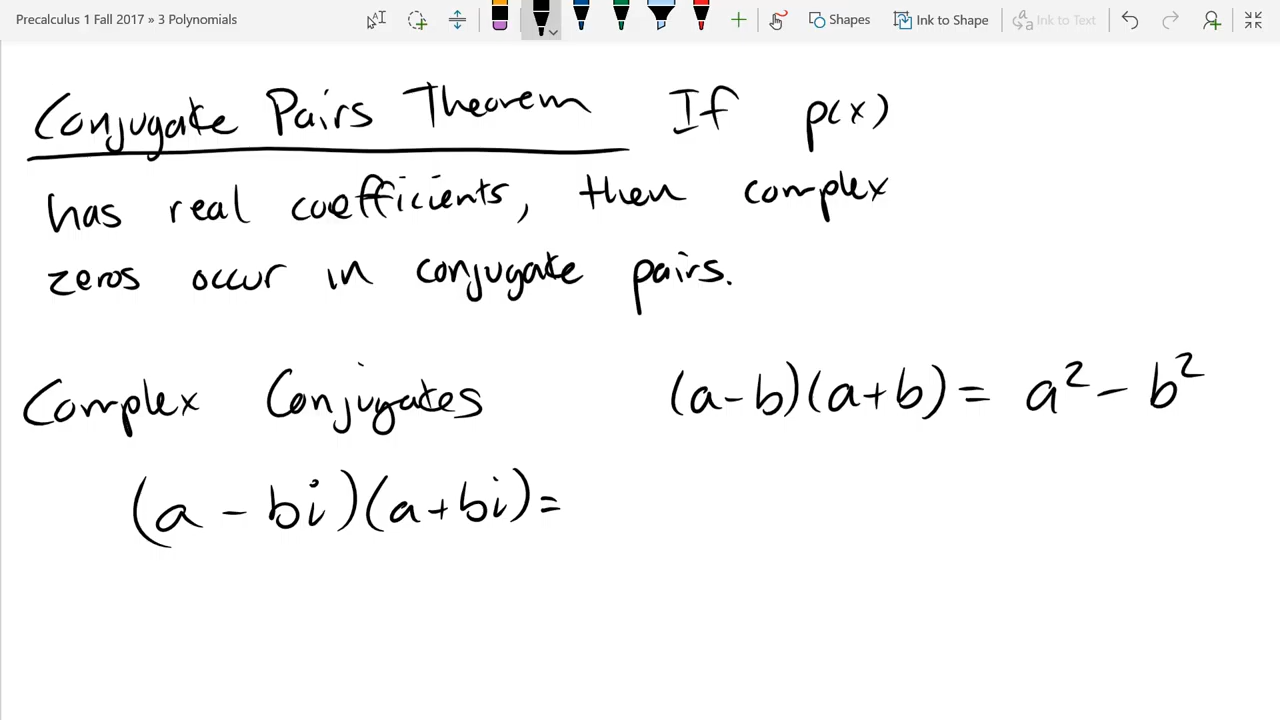 Precalculus 1 Fall 2017 » 3 Polynomials
Shapes
Ink to Shape
Ink to Text
Conjugate Pairs Theorem If p(x)
has real coefficients, then complex
zeros occur in conjugate pairs.
Complex Conjugates (a-b)(a+b) = a² - b²
(a - bi)(a+bi) =